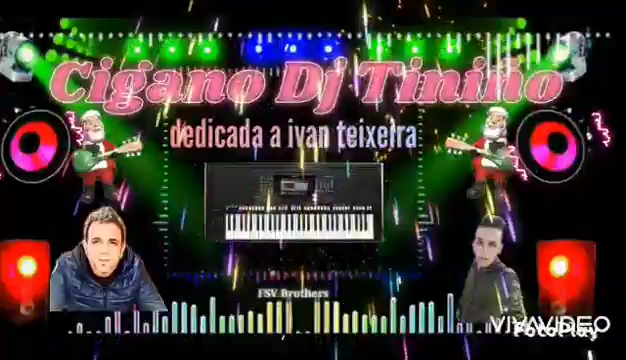 Cigano Dj Tinino
dedicada a ivan teixeira
FSV Brothers
VIVAVIDEO
FotoPlay